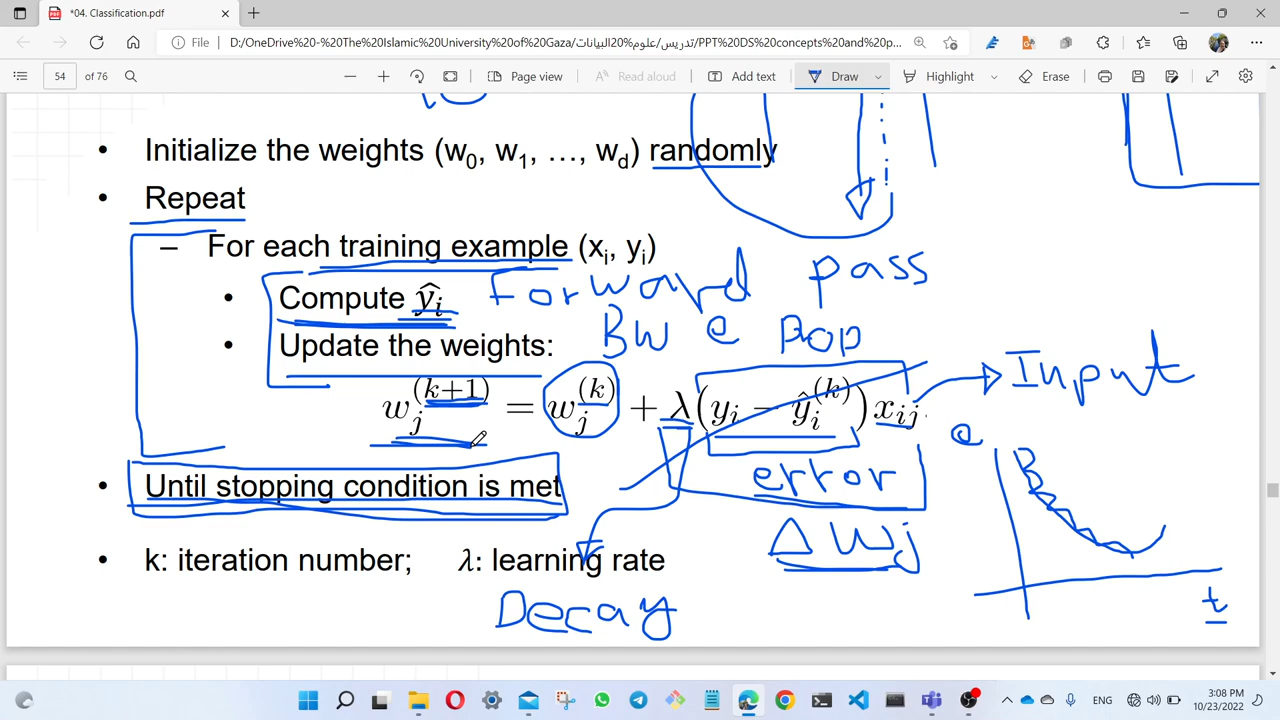 *04. Classification.pdf
File
D:/OneDrive%20-%20The%20Islamic%20University%20of%20Gaza/تدريس/علوم%20البيانات/PPT%20DS%20concepts%20and%20p...
54 of 76
Page view
Read aloud
Add text
Draw
Highlight
Erase
• Initialize the weights (w0, w1, …, wd) randomly
• Repeat
– For each training example (xi, yi)
• Compute ŷi Forward pass
• Update the weights: BW e prop
wj^(k+1) = wj^(k) + λ(yi − ŷi^(k))xij
Input
e
error
• Until stopping condition is met
Δ Wj
• k: iteration number; λ: learning rate
Decay
t
ENG
3:08 PM
10/23/2022